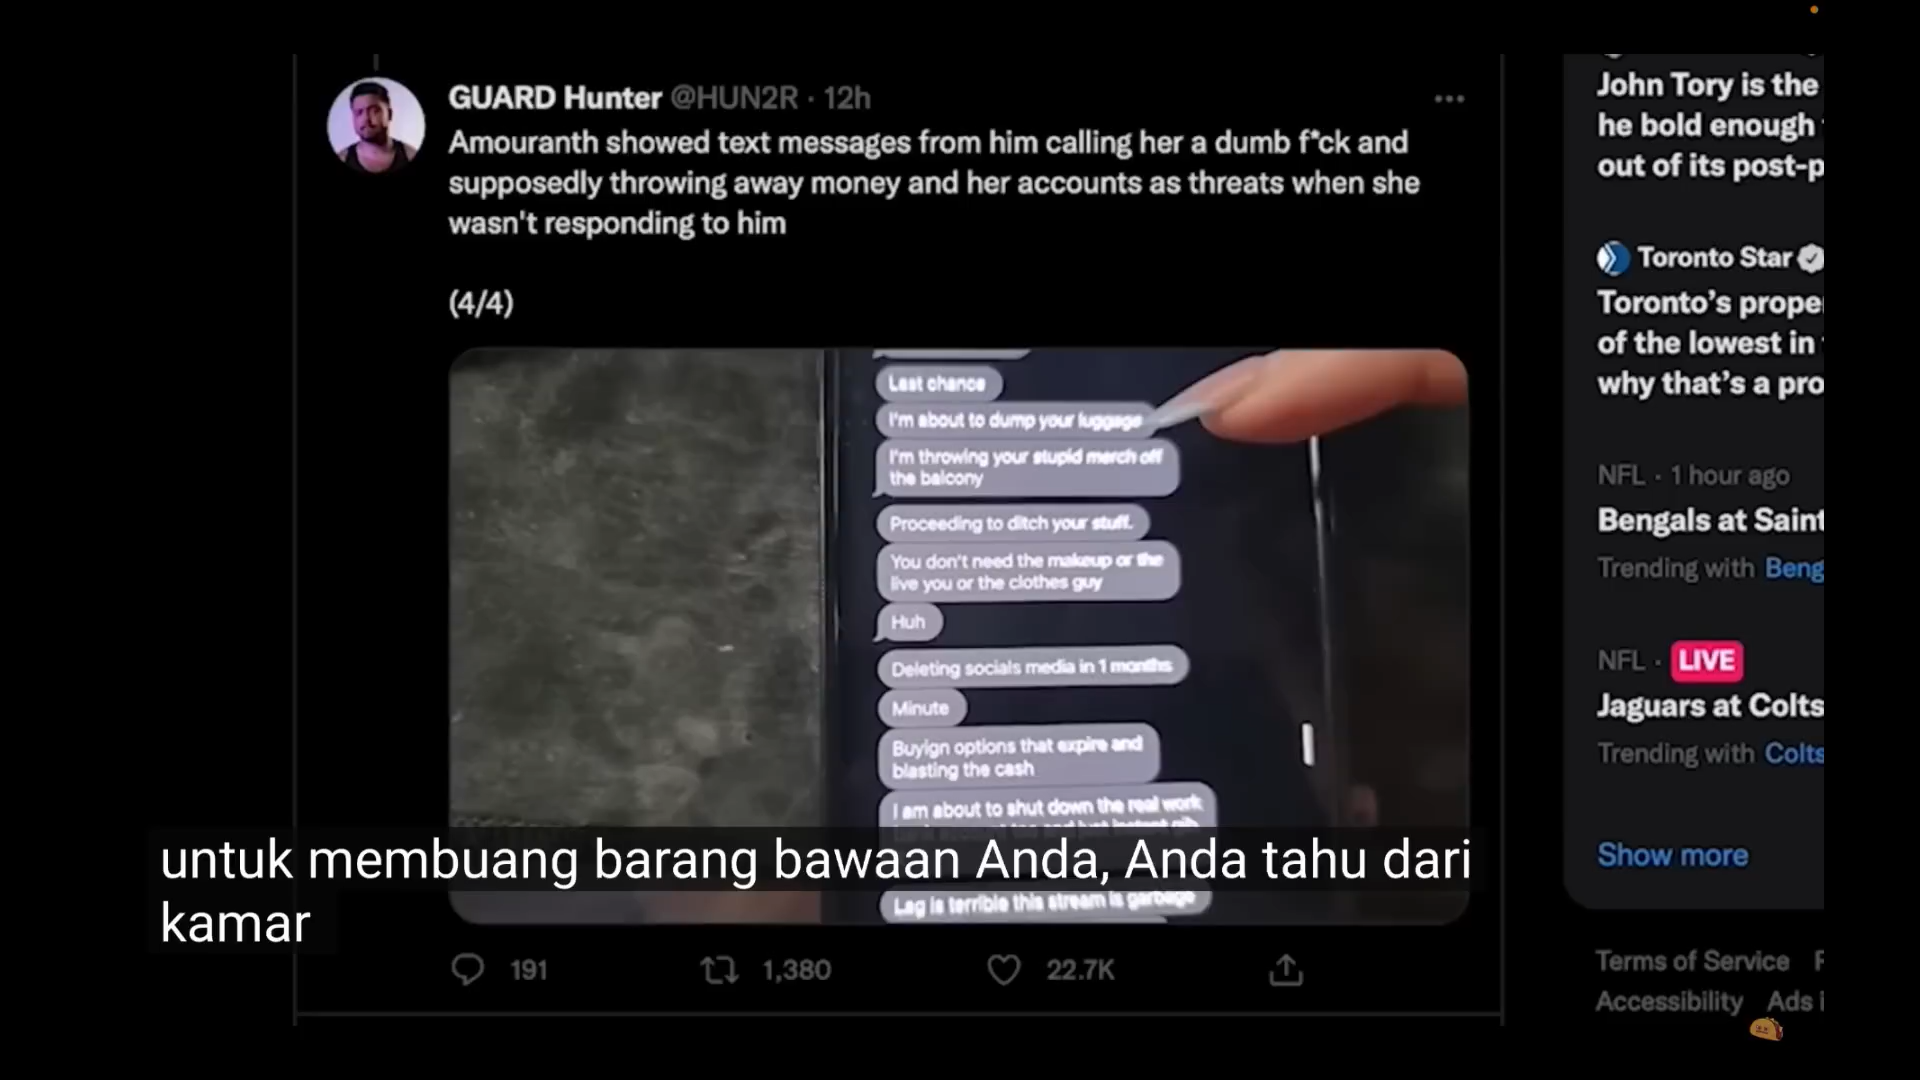 GUARD Hunter @HUN2R · 12h
Amouranth showed text messages from him calling her a dumb f*ck and
supposedly throwing away money and her accounts as threats when she
wasn't responding to him
(4/4)
Last chance
I'm about to dump your luggage
I'm throwing your stupid merch off
the balcony
Proceeding to ditch your stuff.
You don't need the makeup or the
live you or the clothes guy
Huh
Deleting socials media in 1 months
Minute
Buyign options that expire and
blasting the cash
I am about to shut down the real work
Lag is terrible this stream is garbage
untuk membuang barang bawaan Anda, Anda tahu dari
kamar
191 1,380 22.7K
John Tory is the
he bold enough
out of its post-p
Toronto Star
Toronto's prope
of the lowest in
why that's a pro
NFL · 1 hour ago
Bengals at Saint
Trending with Beng
NFL · LIVE
Jaguars at Colts
Trending with Colts
Show more
Terms of Service
Accessibility Ads i